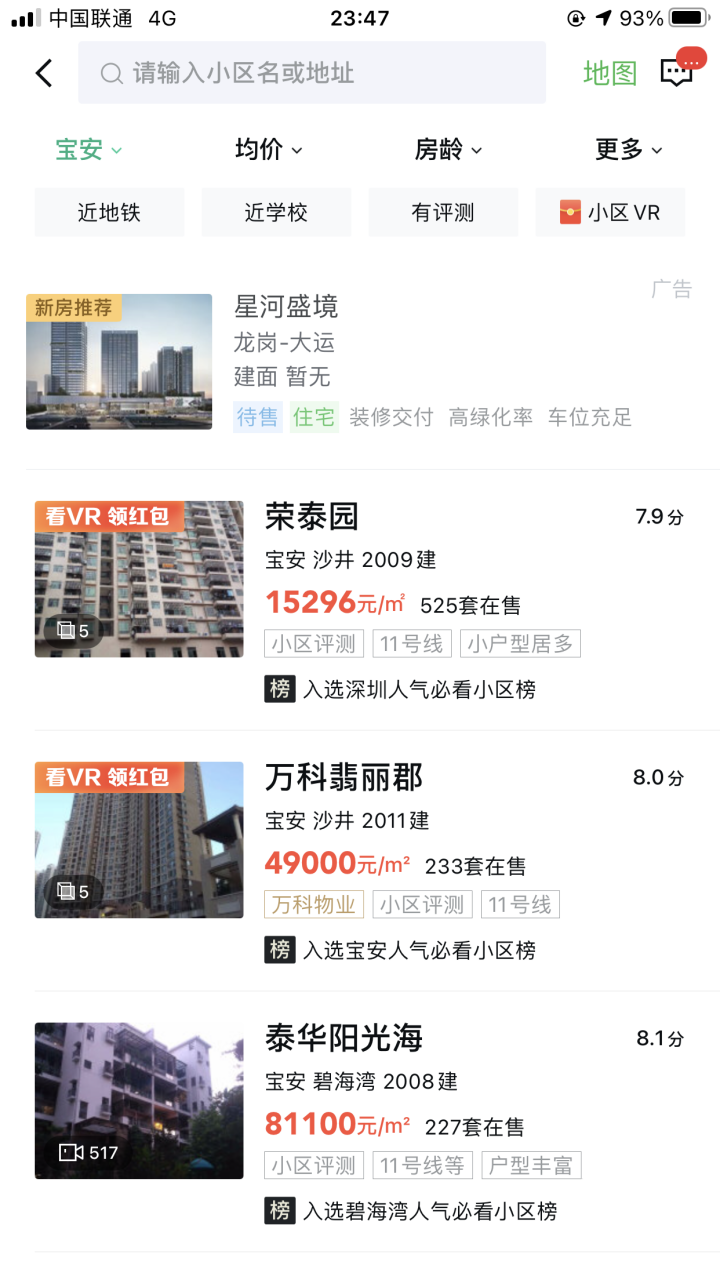 中国联通 4G 23:47 93%
请输入小区名或地址 地图 ...
宝安 均价 房龄 更多
近地铁 近学校 有评测 小区VR
广告
新房推荐 星河盛境
龙岗-大运
建面 暂无
待售 住宅 装修交付 高绿化率 车位充足
看VR 领红包 荣泰园 7.9分
宝安 沙井 2009建
15296元/㎡ 525套在售
5 小区评测 11号线 小户型居多
榜 入选深圳人气必看小区榜
看VR 领红包 万科翡丽郡 8.0分
宝安 沙井 2011建
49000元/m² 233套在售
5 万科物业 小区评测 11号线
榜 入选宝安人气必看小区榜
泰华阳光海 8.1分
宝安 碧海湾 2008建
81100元/m² 227套在售
517 小区评测 11号线等 户型丰富
榜 入选碧海湾人气必看小区榜